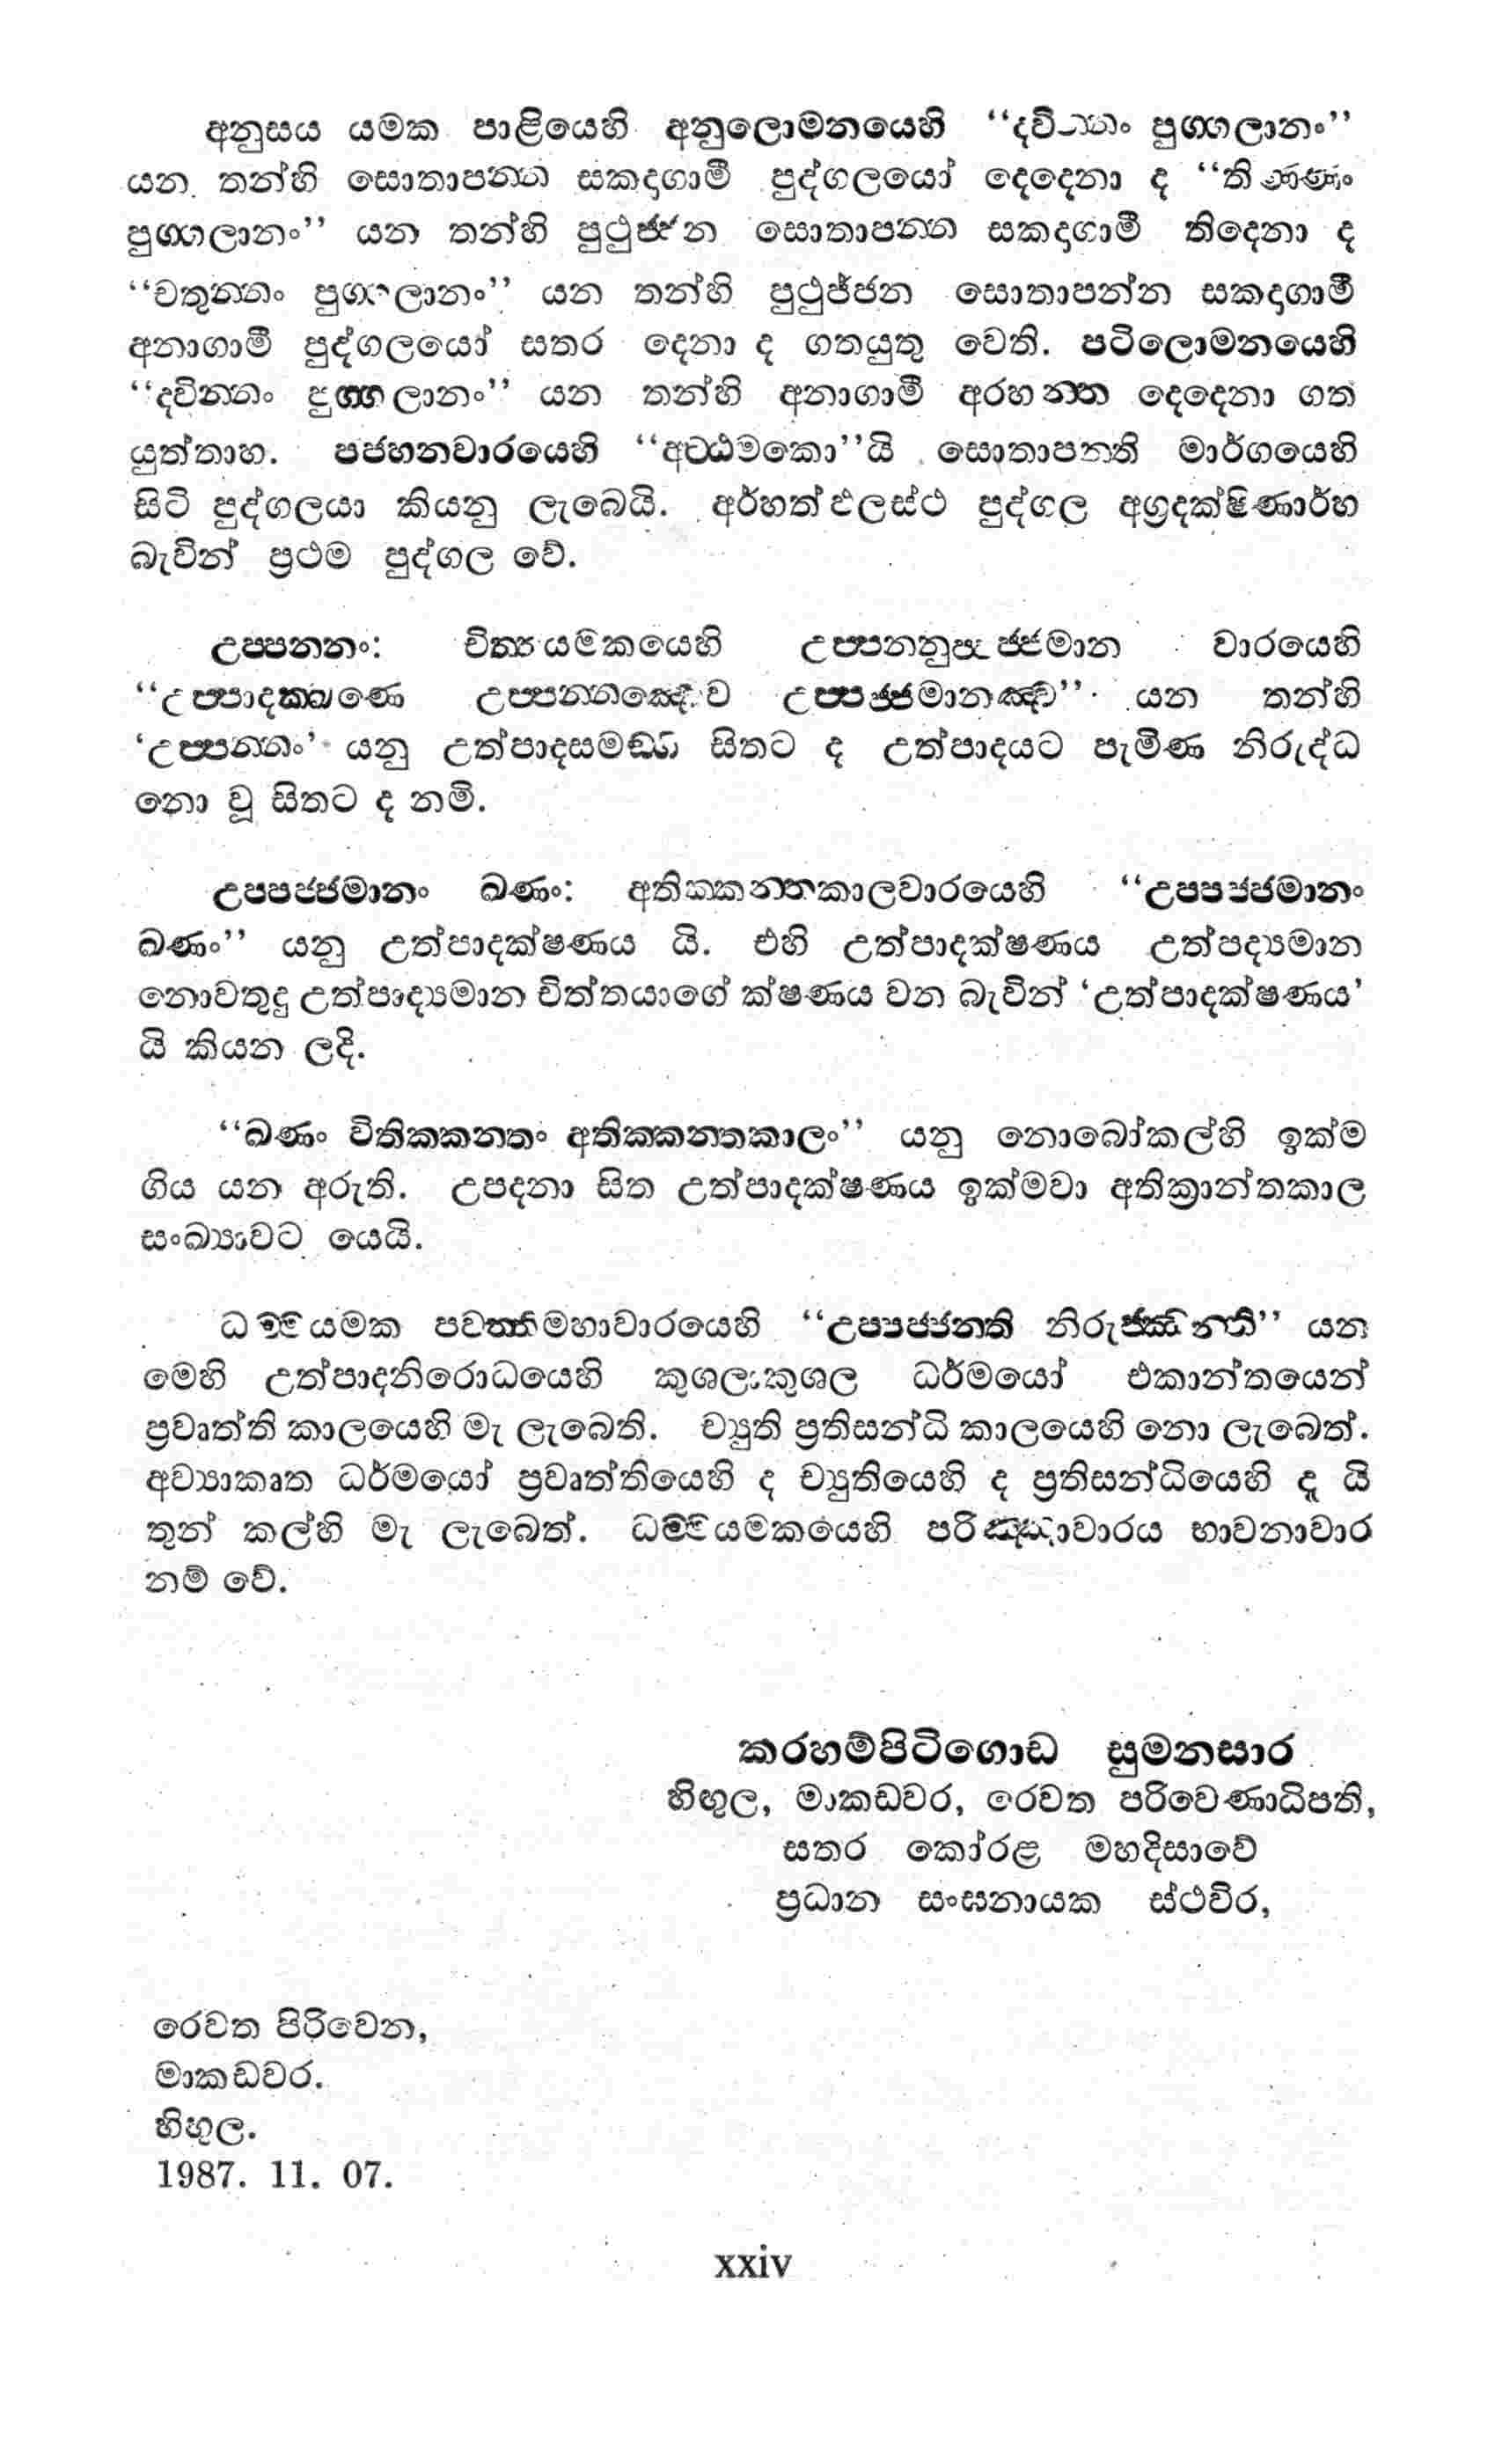 අනුසය යමක පාළියෙහි අනුලොමනයෙහි “ද්වින්නං පුග්ගලානං”
යන තන්හි සොතාපන්න සකදාගාමී පුද්ගලයෝ දෙදෙනා ද “තිණ්ණං
පුග්ගලානං” යන තන්හි පුථුජ්ජන සොතාපන්න සකදාගාමී තිදෙනා ද
“චතුන්නං පුග්ගලානං” යන තන්හි පුථුජ්ජන සොතාපන්න සකදාගාමී
අනාගාමී පුද්ගලයෝ සතර දෙනා ද ගතයුතු වෙති. පටිලොමනයෙහි
“ද්වින්නං පුග්ගලානං” යන තන්හි අනාගාමී අරහන්ත දෙදෙනා ගත
යුත්තාහ. පජහනවාරයෙහි “අට්ඨමකො”යි සොතාපත්ති මාර්ගයෙහි
සිටි පුද්ගලයා කියනු ලැබෙයි. අර්හත් ඵලස්ථ පුද්ගල අග්‍රදක්ෂිණාර්හ
බැවින් ප්‍රථම පුද්ගල වේ.
උප්පන්නං: චිත්තයමකයෙහි උප්පන්නුප්පජ්ජමාන වාරයෙහි
“උප්පාදක්ඛණෙ උප්පන්නඤ්චෙව උප්පජ්ජමානඤ්ච” යන තන්හි
‘උප්පන්නං’ යනු උත්පාදසමඞ්ගි සිතට ද උත්පාදයට පැමිණ නිරුද්ධ
නො වූ සිතට ද නමි.
උප්පජ්ජමානං ඛණං: අතික්කන්තකාලවාරයෙහි “උප්පජ්ජමානං
ඛණං” යනු උත්පාදක්ෂණය යි. එහි උත්පාදක්ෂණය උත්පද්‍යමාන
නොවතුදු උත්පාද්‍යමාන චිත්තයාගේ ක්ෂණය වන බැවින් ‘උත්පාදක්ෂණය’
යි කියන ලදි.
“ඛණං විතික්කන්තං අතික්කන්තකාලං” යනු නොබෝකල්හි ඉක්ම
ගිය යන අරුති. උපදනා සිත උත්පාදක්ෂණය ඉක්මවා අතික්‍රාන්තකාල
සංඛ්‍යාවට යෙයි.
ධම්මයමක පවත්තිමහාවාරයෙහි “උප්පජ්ජන්ති නිරුජ්ඣන්ති” යන
මෙහි උත්පාදනිරොධයෙහි කුශලාකුශල ධර්මයෝ එකාන්තයෙන්
ප්‍රවෘත්ති කාලයෙහි මැ ලැබෙති. ච්‍යුති ප්‍රතිසන්ධි කාලයෙහි නො ලැබෙත්.
අව්‍යාකෘත ධර්මයෝ ප්‍රවෘත්තියෙහි ද ච්‍යුතියෙහි ද ප්‍රතිසන්ධියෙහි දැ යි
තුන් කල්හි මැ ලැබෙත්. ධම්මයමකයෙහි පරිඤ්ඤාවාරය භාවනාවාර
නම් වේ.
කරහම්පිටිගොඩ සුමනසාර
හිඟුල, මාකඩවර, රේවත පරිවෙණාධිපති,
සතර කෝරළ මහදිසාවේ
ප්‍රධාන සංඝනායක ස්ථවිර,
රේවත පිරිවෙන,
මාකඩවර.
හිඟුල.
1987. 11. 07.
xxiv